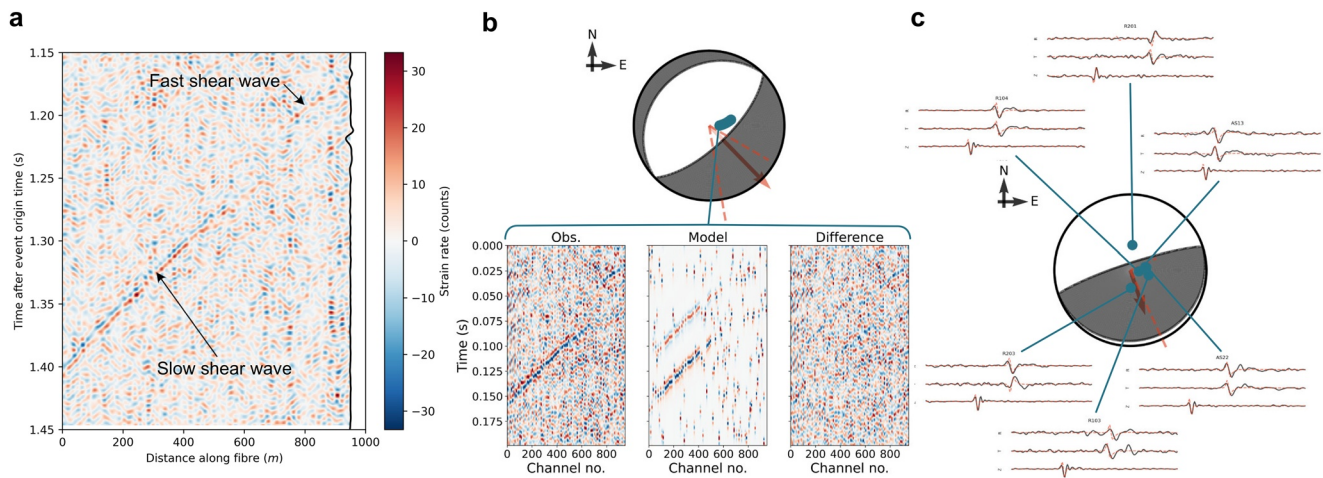 a
1.15
1.20
1.25
1.30
1.35
1.40
1.45
Time after event origin time (s)
0
200
400
600
800
1000
Distance along fibre (m)
Fast shear wave
Slow shear wave
30
20
10
0
−10
−20
−30
Strain rate (counts)
b
N
E
Obs.
Model
Difference
0.000
0.025
0.050
0.075
0.100
0.125
0.150
0.175
Time (s)
0 200 400 600 800
0 200 400 600 800
0 200 400 600 800
Channel no.
Channel no.
Channel no.
c
R201
R
T
Z
R104
R
T
Z
AS13
R
T
Z
N
E
R203
AS22
R
T
Z
R103
R
T
Z